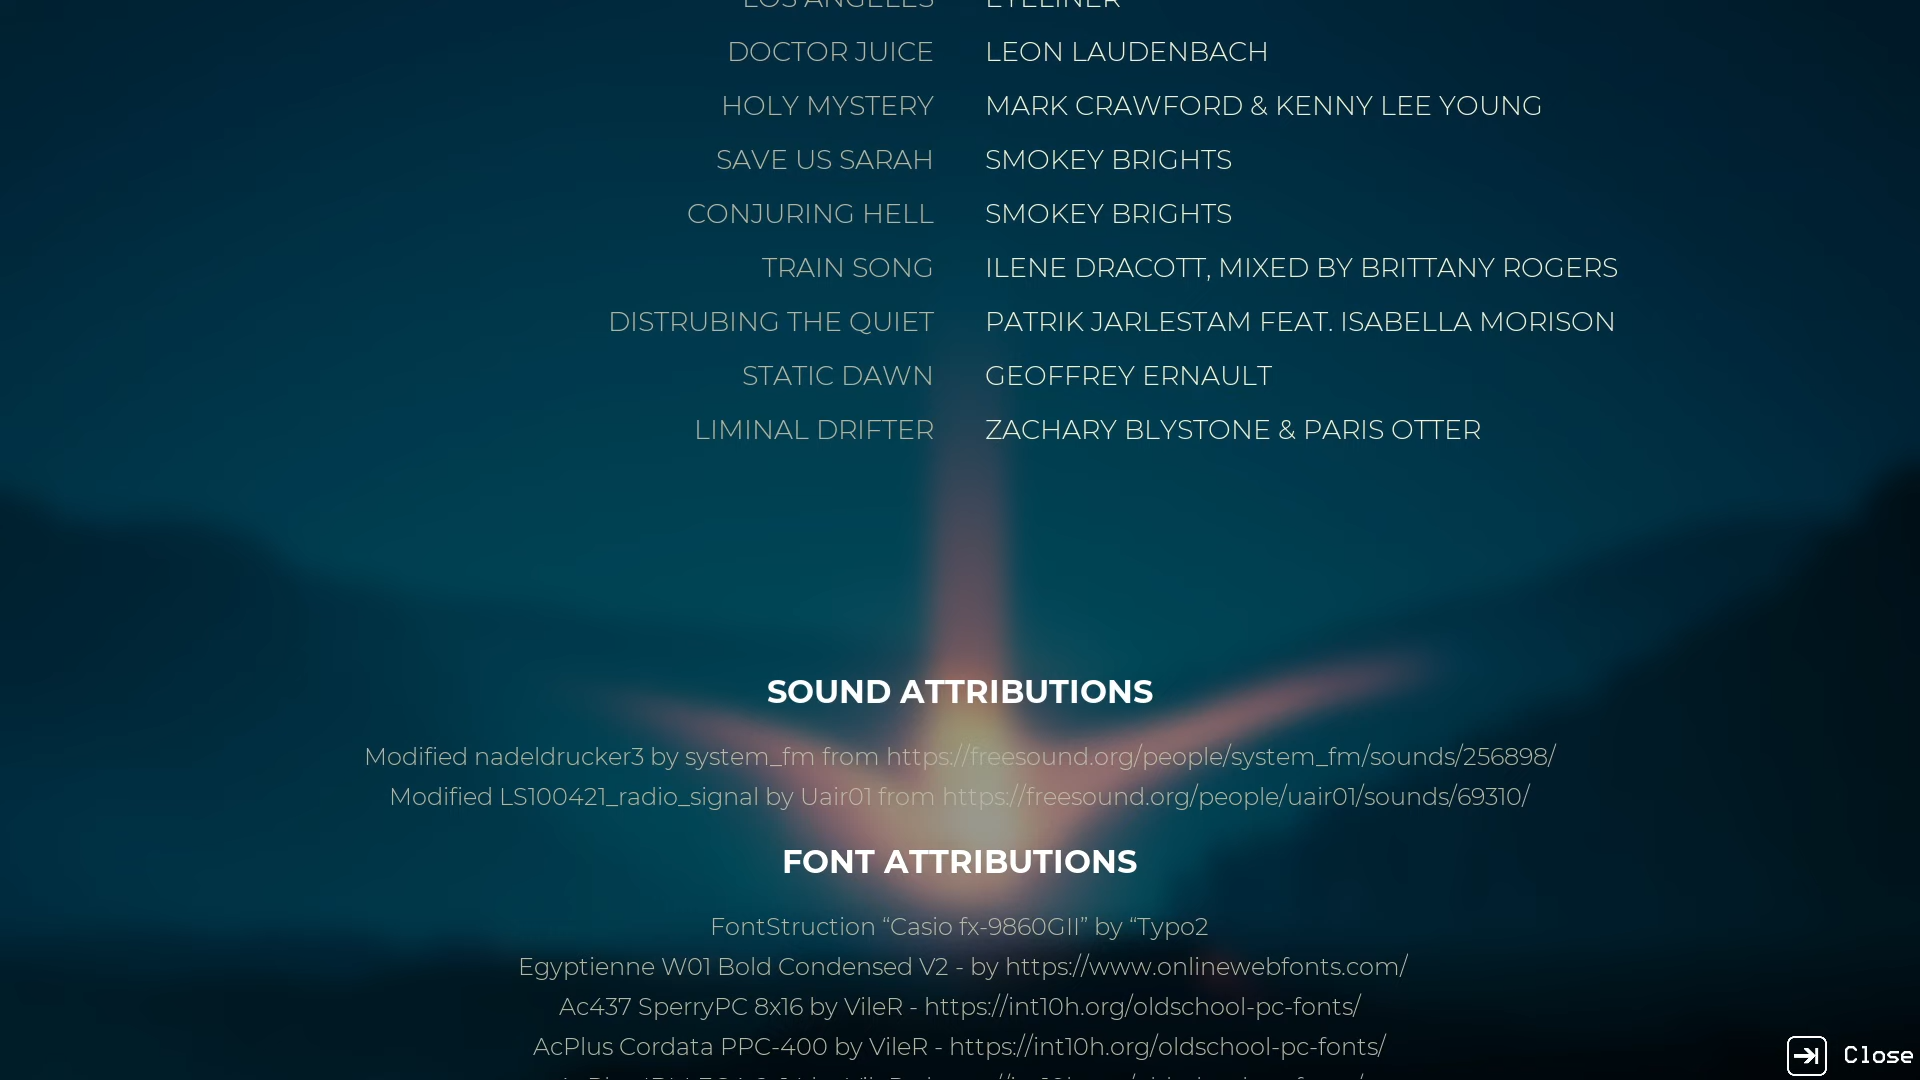 LOS ANGELES EYELINER
DOCTOR JUICE LEON LAUDENBACH
HOLY MYSTERY MARK CRAWFORD & KENNY LEE YOUNG
SAVE US SARAH SMOKEY BRIGHTS
CONJURING HELL SMOKEY BRIGHTS
TRAIN SONG ILENE DRACOTT, MIXED BY BRITTANY ROGERS
DISTRUBING THE QUIET PATRIK JARLESTAM FEAT. ISABELLA MORISON
STATIC DAWN GEOFFREY ERNAULT
LIMINAL DRIFTER ZACHARY BLYSTONE & PARIS OTTER
SOUND ATTRIBUTIONS
Modified nadeldrucker3 by system_fm from https://freesound.org/people/system_fm/sounds/256898/
Modified LS100421_radio_signal by Uair01 from https://freesound.org/people/uair01/sounds/69310/
FONT ATTRIBUTIONS
FontStruction “Casio fx-9860GII” by “Typo2
Egyptienne W01 Bold Condensed V2 - by https://www.onlinewebfonts.com/
Ac437 SperryPC 8x16 by VileR - https://int10h.org/oldschool-pc-fonts/
AcPlus Cordata PPC-400 by VileR - https://int10h.org/oldschool-pc-fonts/
Close